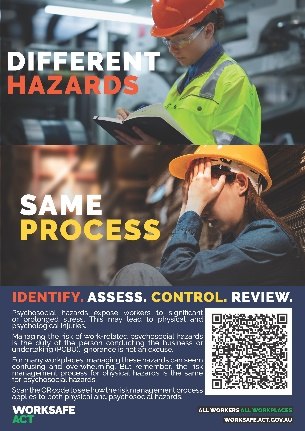 DIFFERENT
HAZARDS
SAME
PROCESS
IDENTIFY. ASSESS. CONTROL. REVIEW.
Psychosocial hazards expose workers to significant
or prolonged stress. This may lead to physical and
psychological injuries.
Managing the risk of work-related psychosocial hazards
is the duty of the person conducting the business or
undertaking (PCBU). Ignorance is not an excuse.
For many workplaces, managing these hazards can seem
confusing and overwhelming. But remember, the risk
management process for physical hazards is the same
for psychosocial hazards.
Scan the QR code to see how the risk management process
applies to both physical and psychosocial hazards.
WORKSAFE
ACT
ALL WORKERS ALL WORKPLACES
WORKSAFE.ACT.GOV.AU